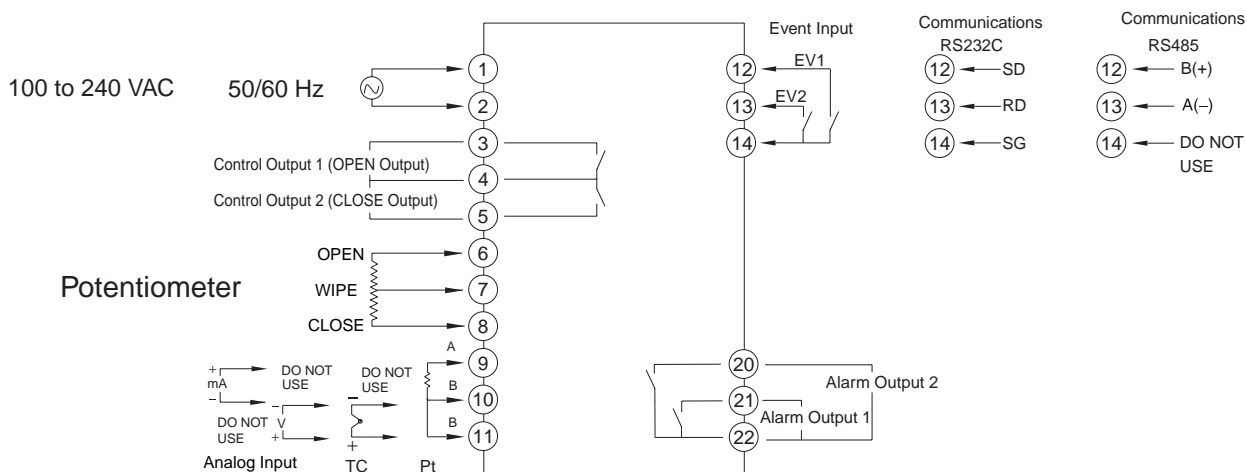 100 to 240 VAC 50/60 Hz
1
2
Control Output 1 (OPEN Output)
Control Output 2 (CLOSE Output)
3
4
5
Potentiometer
OPEN
WIPE
CLOSE
6
7
8
+
mA
−
DO NOT
USE
DO NOT
USE
−
V
+
Analog Input
DO NOT
USE
−
+
TC
A
B
B
Pt
9
10
11
Event Input
12
13
14
EV1
EV2
Communications
RS232C
12 SD
13 RD
14 SG
Communications
RS485
12 B(+)
13 A(−)
14 DO NOT
USE
20
21
22
Alarm Output 2
Alarm Output 1